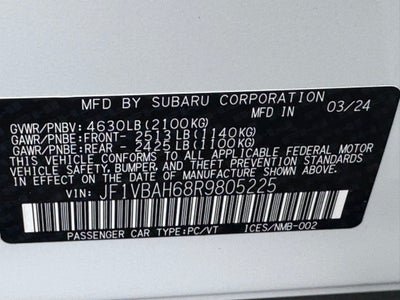 MFD BY SUBARU CORPORATION
MFD IN 03/24
GVWR/PNBV: 4630LB (2100KG)
GAWR/PNBE: FRONT- 2513 LB (1140KG)
GAWR/PNBE: REAR - 2425 LB (1100KG)
THIS VEHICLE CONFORMS TO ALL APPLICABLE FEDERAL MOTOR
VEHICLE SAFETY, BUMPER, AND THEFT PREVENTION STANDARDS
IN EFFECT ON THE DATE OF MANUFACTURE SHOWN ABOVE.
VIN: JF1VBAH68R9805225
PASSENGER CAR TYPE:PC/VT ICES/NMB-002